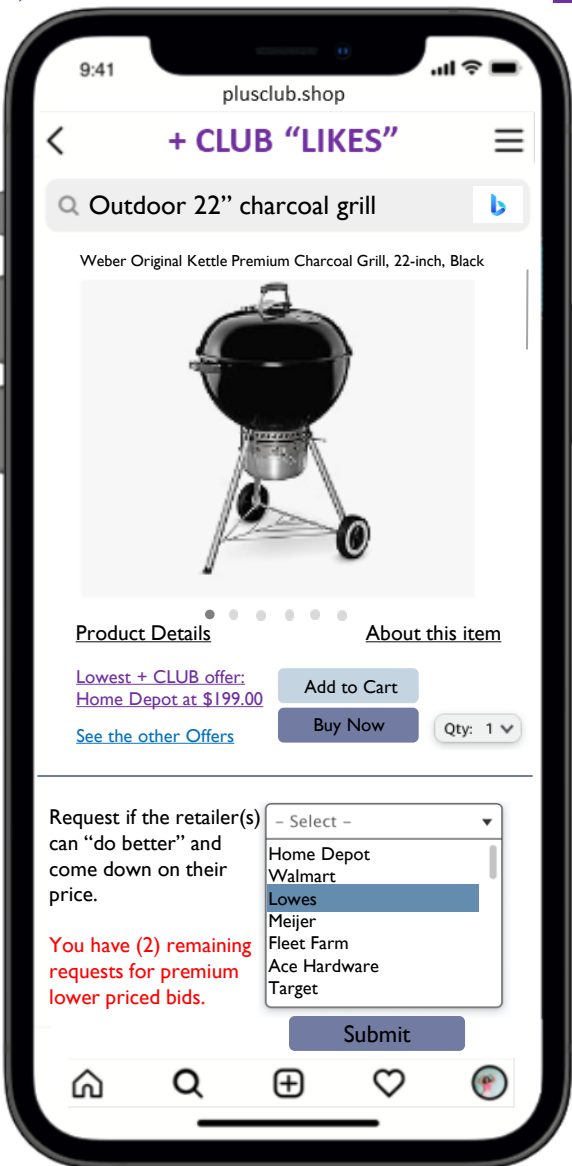 9:41
plusclub.shop
+ CLUB “LIKES”
Outdoor 22” charcoal grill
Weber Original Kettle Premium Charcoal Grill, 22-inch, Black
Product Details
About this item
Lowest + CLUB offer:
Home Depot at $199.00
See the other Offers
Add to Cart
Buy Now
Qty: 1
Request if the retailer(s)
can “do better” and
come down on their
price.
You have (2) remaining
requests for premium
lower priced bids.
– Select –
Home Depot
Walmart
Lowes
Meijer
Fleet Farm
Ace Hardware
Target
Submit